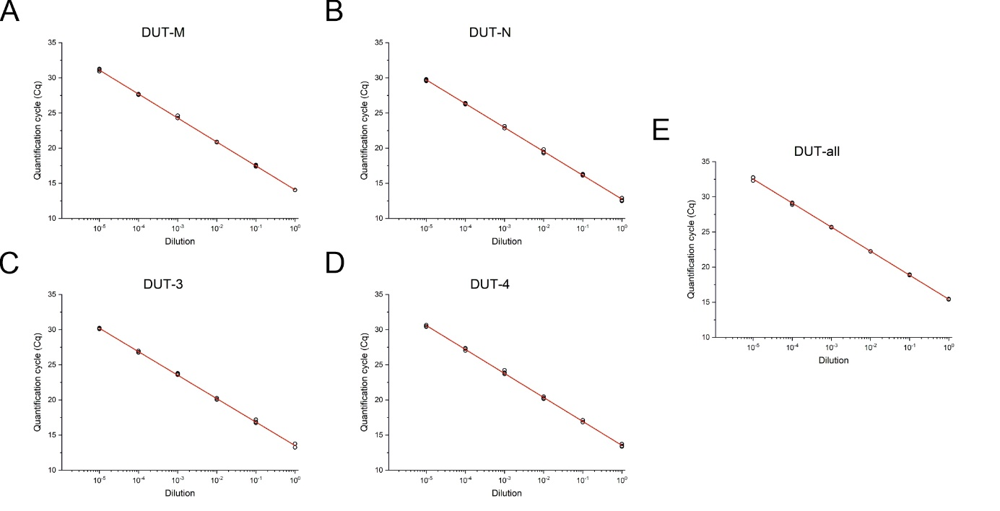 A
DUT-M
35
30
25
20
15
10
Quantification cycle (Cq)
10⁻⁵ 10⁻⁴ 10⁻³ 10⁻² 10⁻¹ 10⁰
Dilution
B
DUT-N
35
30
25
20
15
10
Quantification cycle (Cq)
10⁻⁵ 10⁻⁴ 10⁻³ 10⁻² 10⁻¹ 10⁰
Dilution
C
DUT-3
35
30
25
20
15
10
Quantification cycle (Cq)
10⁻⁵ 10⁻⁴ 10⁻³ 10⁻² 10⁻¹ 10⁰
Dilution
D
DUT-4
35
30
25
20
15
10
Quantification cycle (Cq)
10⁻⁵ 10⁻⁴ 10⁻³ 10⁻² 10⁻¹ 10⁰
Dilution
E
DUT-all
35
30
25
20
15
10
Quantification cycle (Cq)
10⁻⁵ 10⁻⁴ 10⁻³ 10⁻² 10⁻¹ 10⁰
Dilution